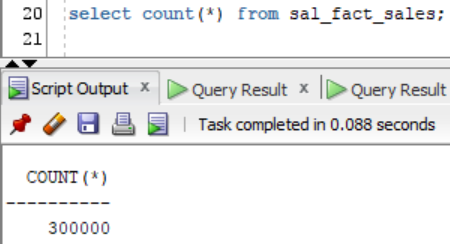 20 select count(*) from sal_fact_sales;
21
Script Output x Query Result x Query Result
Task completed in 0.088 seconds
COUNT(*)
----------
300000